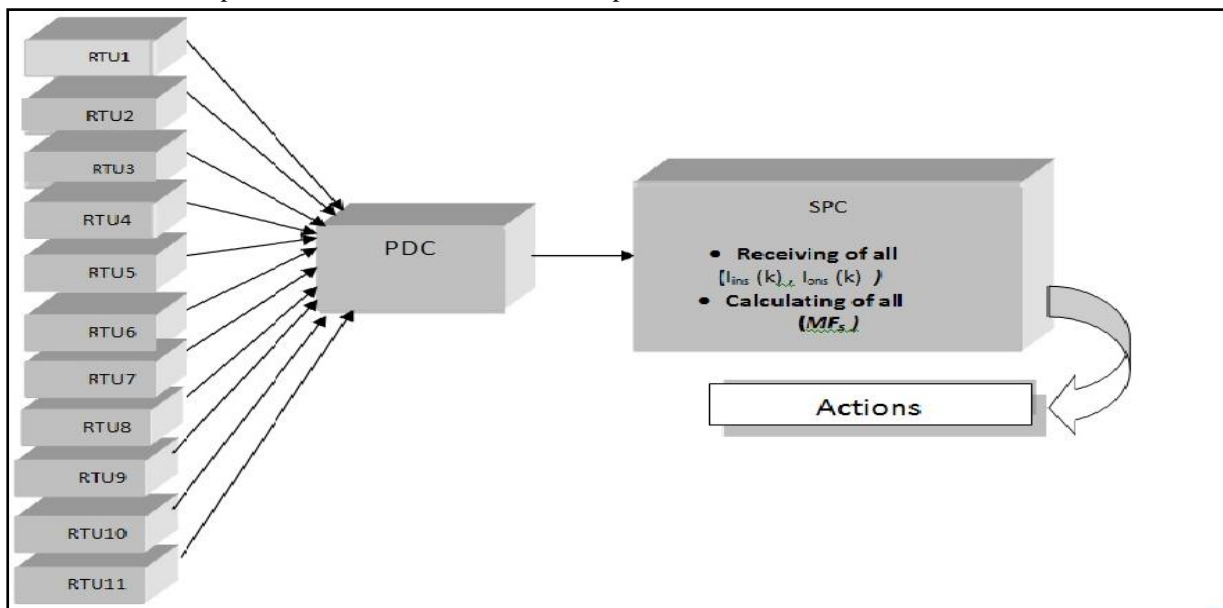 RTU1
RTU2
RTU3
RTU4
RTU5
RTU6
RTU7
RTU8
RTU9
RTU10
RTU11
PDC
SPC
• Receiving of all
(k), (k) )
• Calculating of all
(MFs )
Actions